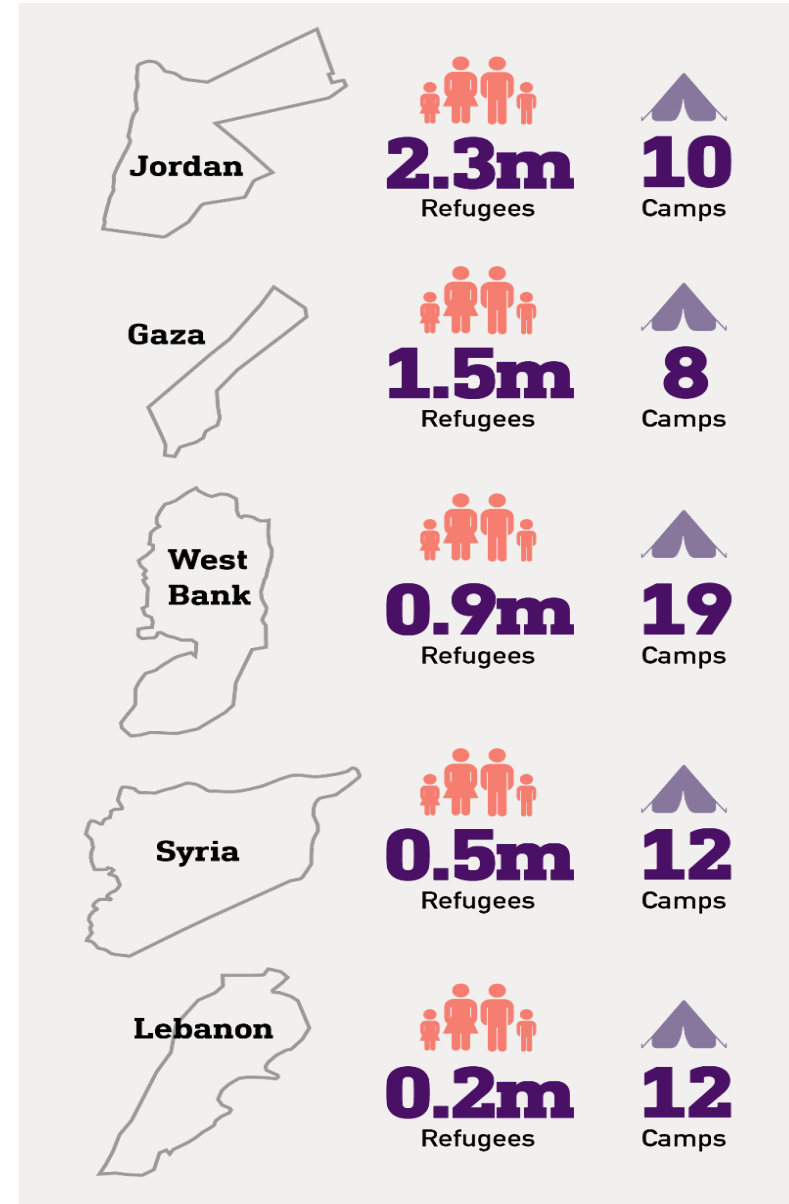 Jordan
2.3m
Refugees
10
Camps
Gaza
1.5m
Refugees
8
Camps
West
Bank
0.9m
Refugees
19
Camps
Syria
0.5m
Refugees
12
Camps
Lebanon
0.2m
Refugees
12
Camps